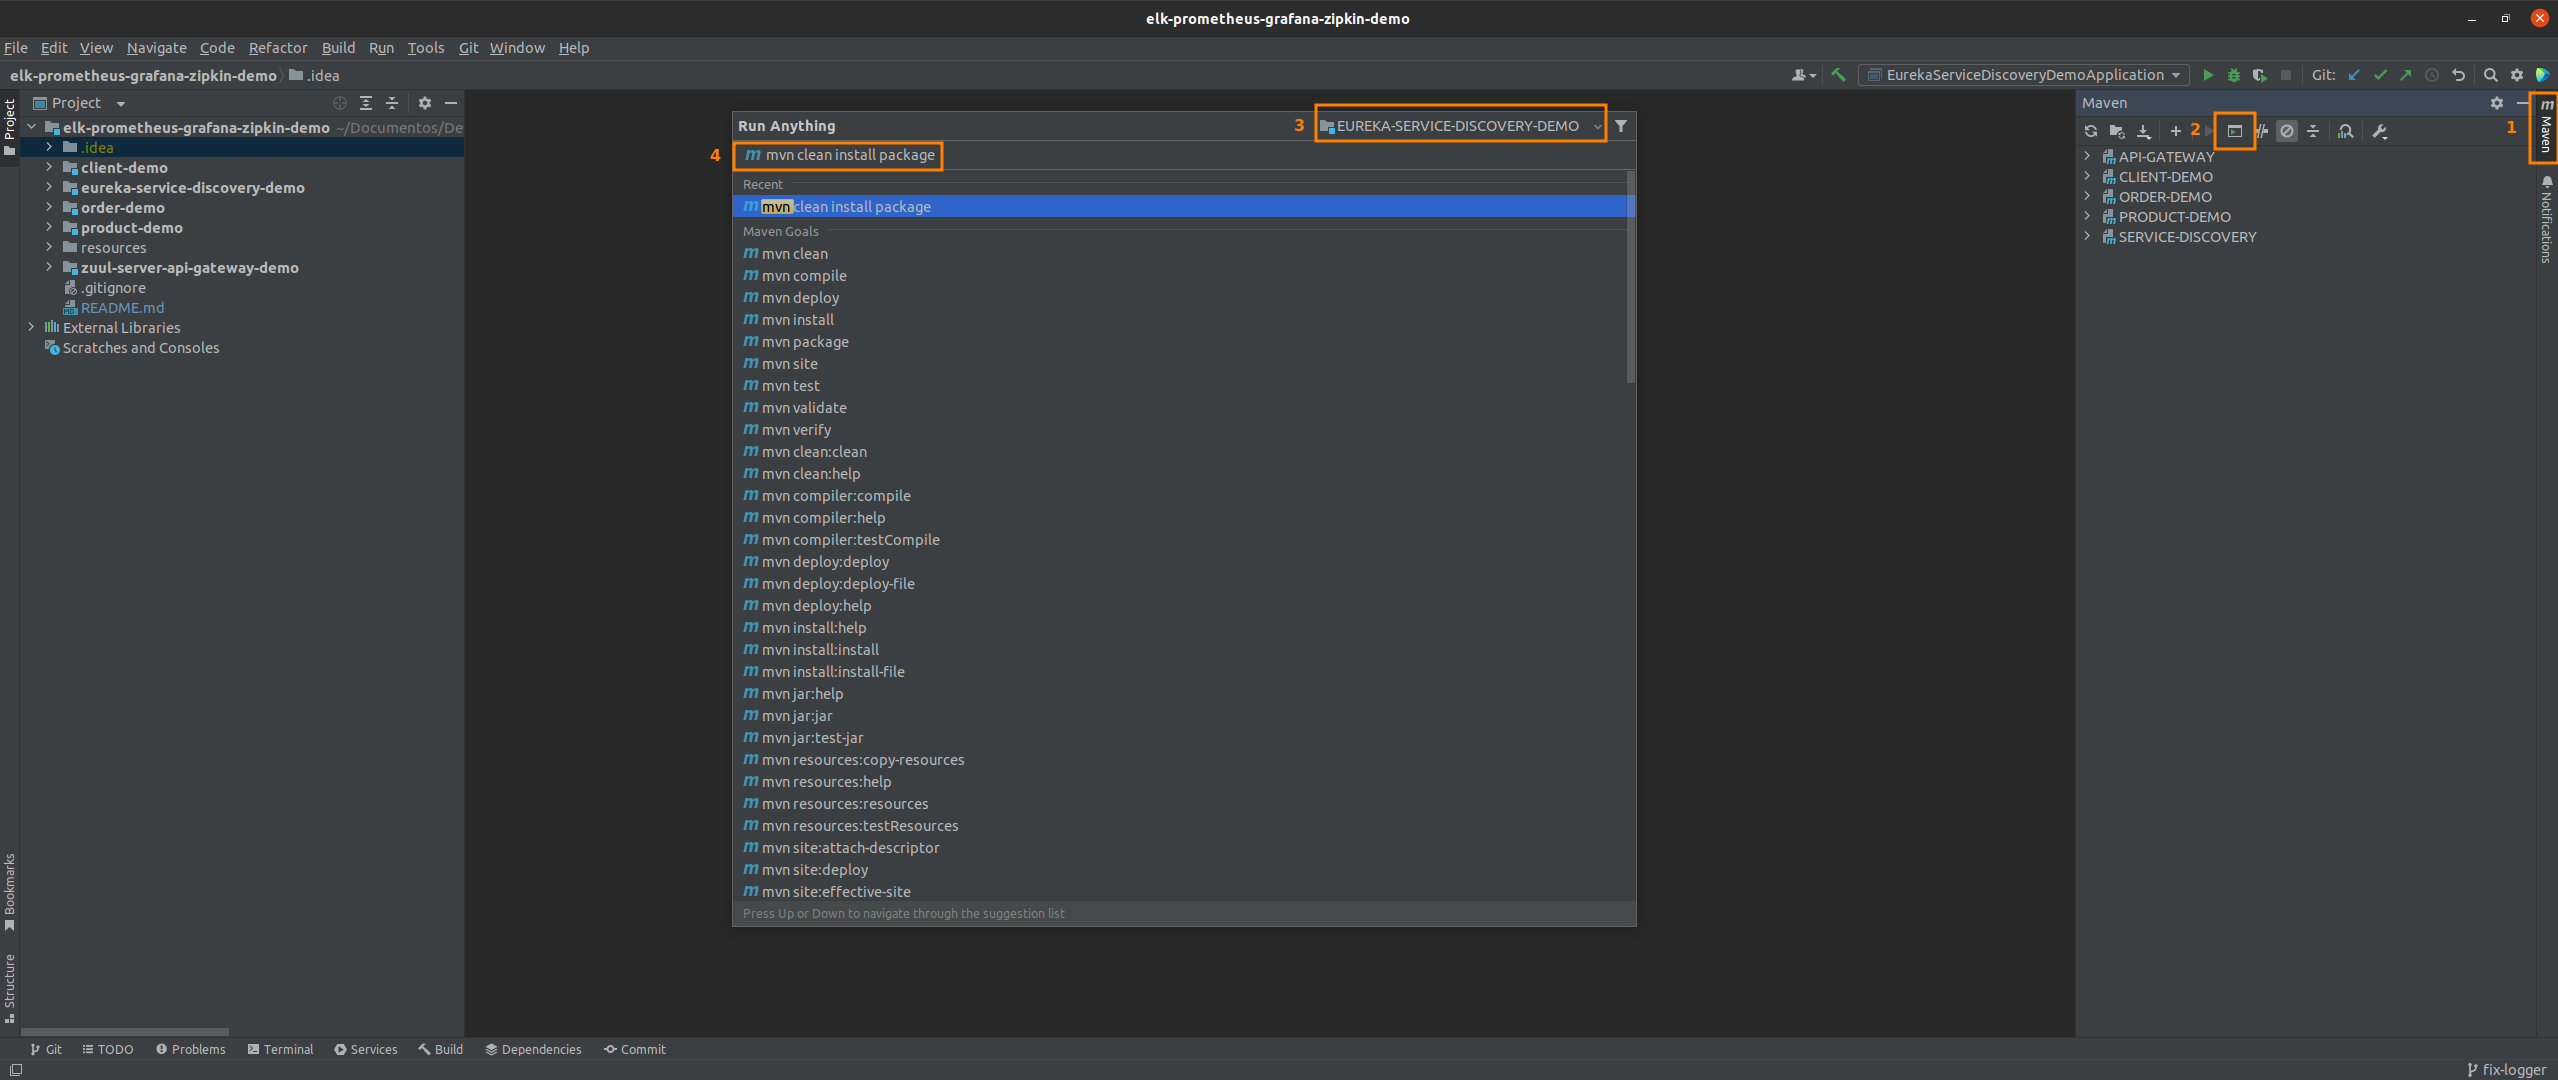 elk-prometheus-grafana-zipkin-demo
File Edit View Navigate Code Refactor Build Run Tools Git Window Help
elk-prometheus-grafana-zipkin-demo .idea
EurekaServiceDiscoveryDemoApplication Git:
Project
Project
elk-prometheus-grafana-zipkin-demo ~/Documentos/De
.idea
client-demo
eureka-service-discovery-demo
order-demo
product-demo
resources
zuul-server-api-gateway-demo
.gitignore
README.md
External Libraries
Scratches and Consoles
Bookmarks
Structure
Run Anything 3 EUREKA-SERVICE-DISCOVERY-DEMO
4 m mvn clean install package
Recent
m mvn clean install package
Maven Goals
m mvn clean
m mvn compile
m mvn deploy
m mvn install
m mvn package
m mvn site
m mvn test
m mvn validate
m mvn verify
m mvn clean:clean
m mvn clean:help
m mvn compiler:compile
m mvn compiler:help
m mvn compiler:testCompile
m mvn deploy:deploy
m mvn deploy:deploy-file
m mvn deploy:help
m mvn install:help
m mvn install:install
m mvn install:install-file
m mvn jar:help
m mvn jar:jar
m mvn jar:test-jar
m mvn resources:copy-resources
m mvn resources:help
m mvn resources:resources
m mvn resources:testResources
m mvn site:attach-descriptor
m mvn site:deploy
m mvn site:effective-site
Press Up or Down to navigate through the suggestion list
Maven
2
1
API-GATEWAY
CLIENT-DEMO
ORDER-DEMO
PRODUCT-DEMO
SERVICE-DISCOVERY
m Maven
Notifications
Git TODO Problems Terminal Services Build Dependencies Commit
fix-logger